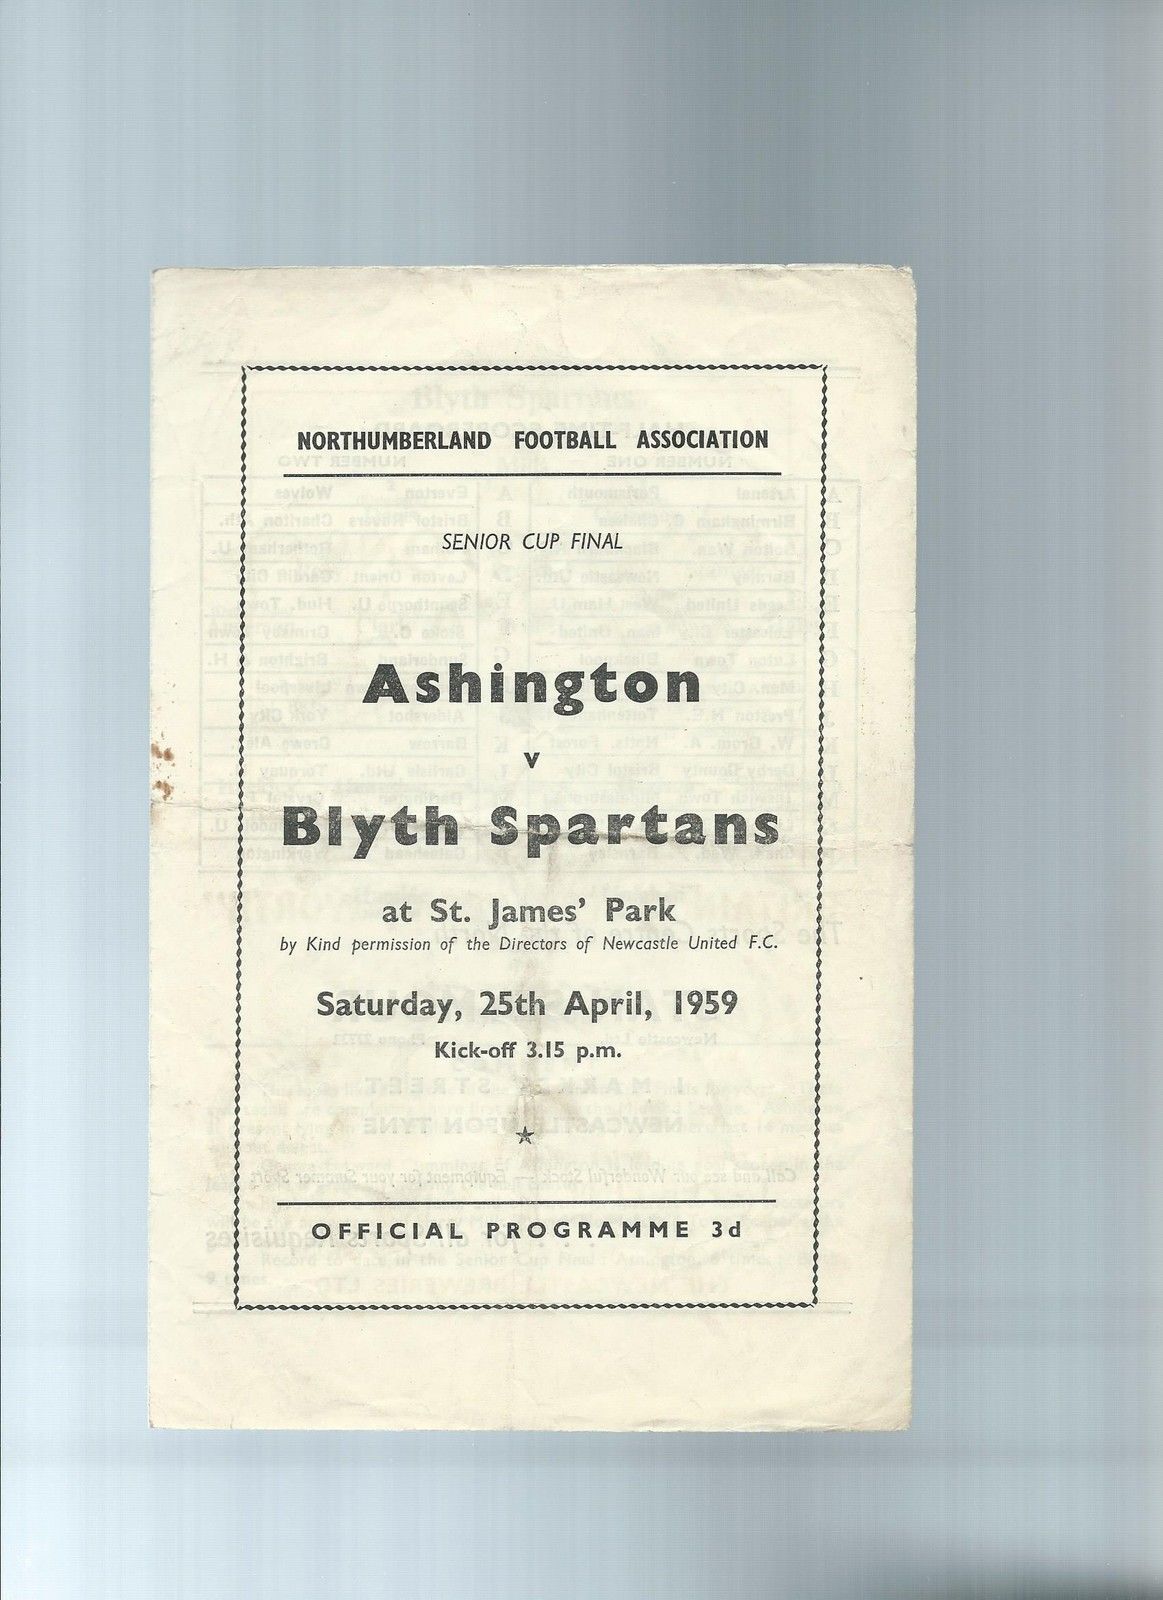 NORTHUMBERLAND FOOTBALL ASSOCIATION
SENIOR CUP FINAL
Ashington
v
Blyth Spartans
at St. James' Park
by Kind permission of the Directors of Newcastle United F.C.
Saturday, 25th April, 1959
Kick-off 3.15 p.m.
OFFICIAL PROGRAMME 3d